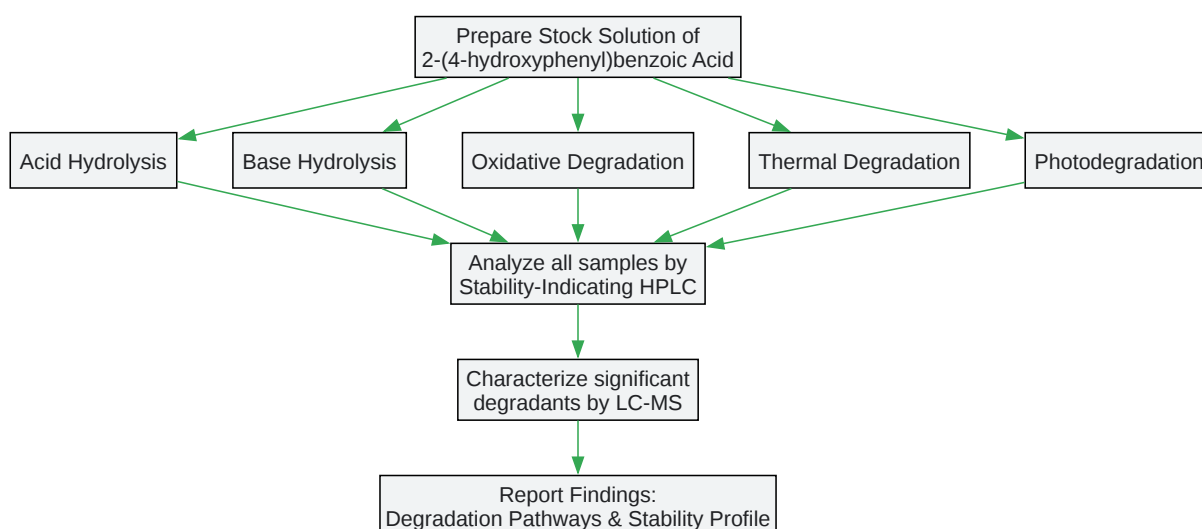 Prepare Stock Solution of
2-(4-hydroxyphenyl)benzoic Acid
Acid Hydrolysis
Base Hydrolysis
Oxidative Degradation
Thermal Degradation
Photodegradation
Analyze all samples by
Stability-Indicating HPLC
Characterize significant
degradants by LC-MS
Report Findings:
Degradation Pathways & Stability Profile